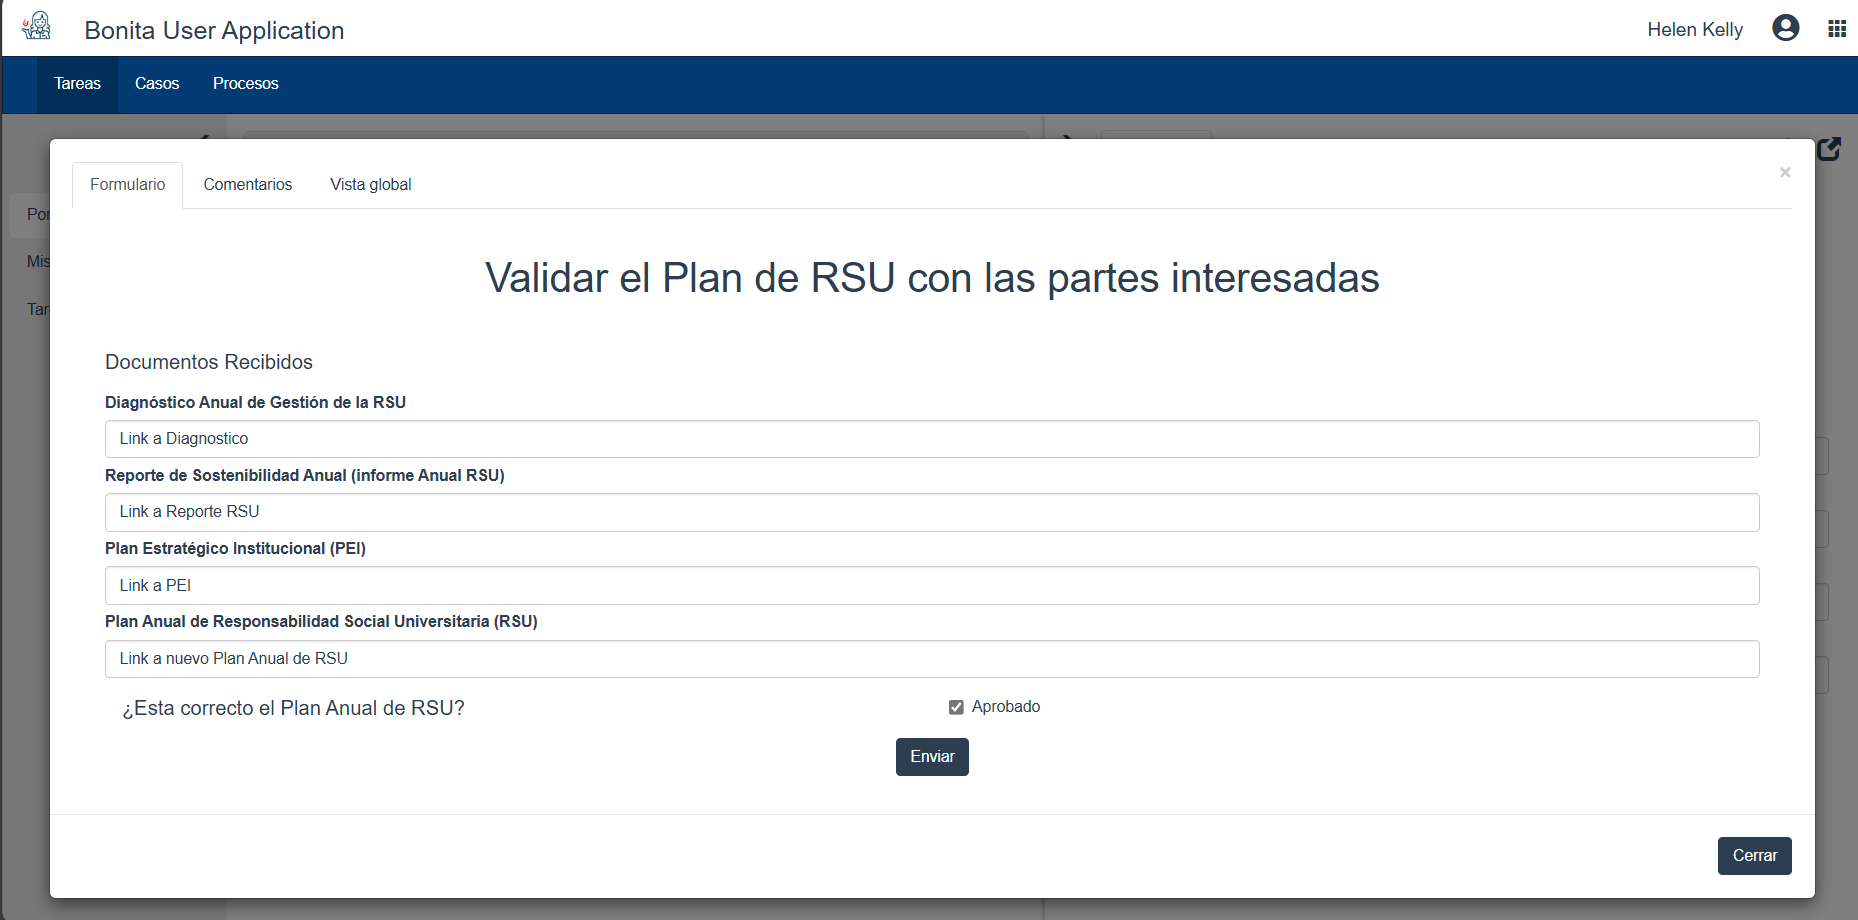 Bonita User Application
Helen Kelly
Tareas Casos Procesos
Formulario Comentarios Vista global
×
Validar el Plan de RSU con las partes interesadas
Documentos Recibidos
Diagnóstico Anual de Gestión de la RSU
Link a Diagnostico
Reporte de Sostenibilidad Anual (informe Anual RSU)
Link a Reporte RSU
Plan Estratégico Institucional (PEI)
Link a PEI
Plan Anual de Responsabilidad Social Universitaria (RSU)
Link a nuevo Plan Anual de RSU
¿Esta correcto el Plan Anual de RSU? Aprobado
Enviar
Cerrar